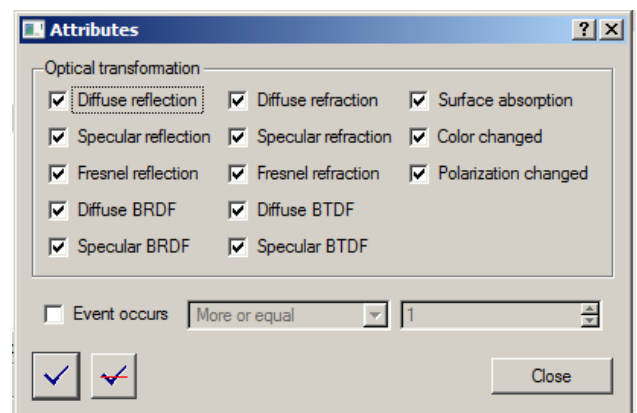 Attributes
Optical transformation
Diffuse reflection Diffuse refraction Surface absorption
Specular reflection Specular refraction Color changed
Fresnel reflection Fresnel refraction Polarization changed
Diffuse BRDF Diffuse BTDF
Specular BRDF Specular BTDF
Event occurs More or equal 1
Close